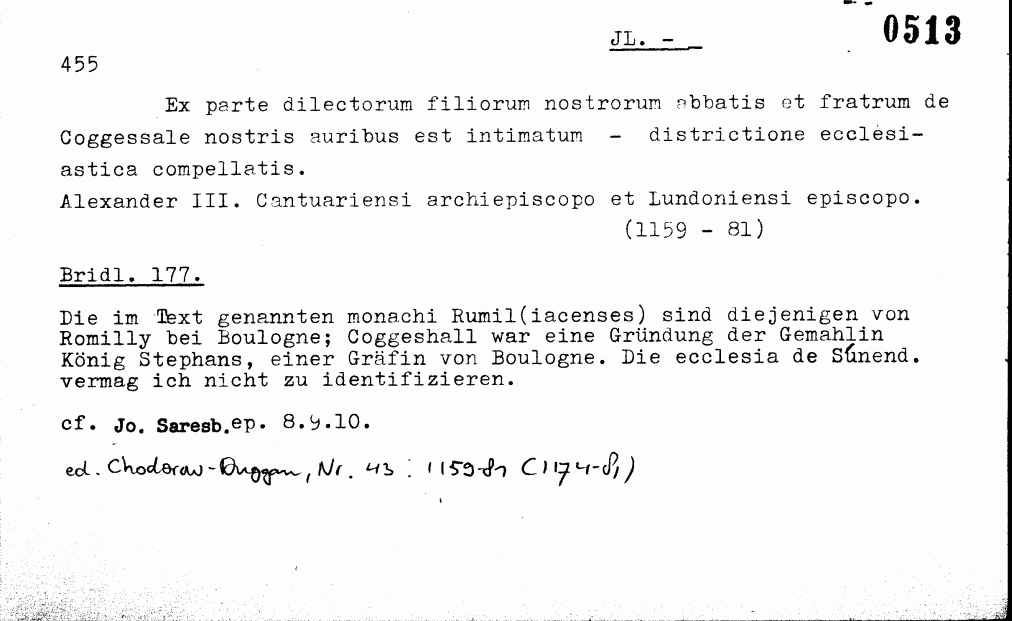 JL. - 0513
455
Ex parte dilectorum filiorum nostrorum abbatis et fratrum de
Coggessale nostris auribus est intimatum - districtione ecclesi-
astica compellatis.
Alexander III. Cantuariensi archiepiscopo et Lundoniensi episcopo.
(1159 - 81)
Bridl. 177.
Die im Text genannten monachi Rumil(iacenses) sind diejenigen von
Romilly bei Boulogne; Coggeshall war eine Gründung der Gemahlin
König Stephans, einer Gräfin von Boulogne. Die ecclesia de Súnend.
vermag ich nicht zu identifizieren.
cf. Jo. Saresb. ep. 8.9.10.
ed. Chodorow-Duggan, Nr. 43 : 1159-81 (1174-81)